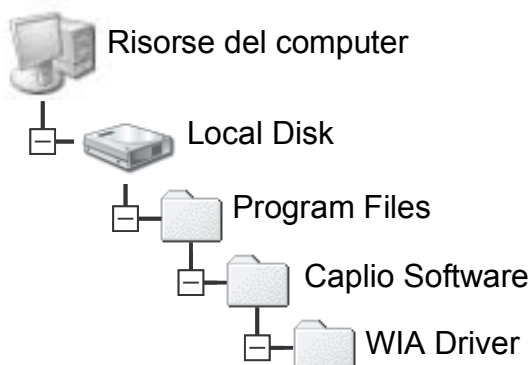 Risorse del computer
Local Disk
Program Files
Caplio Software
WIA Driver